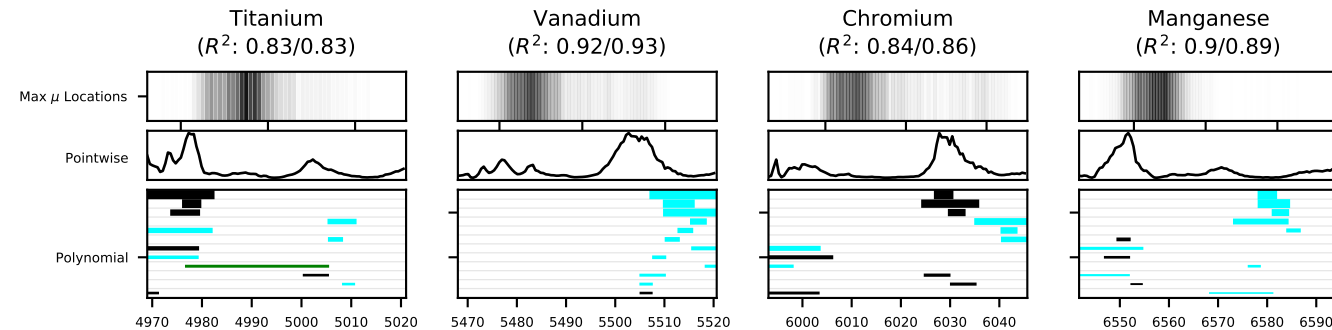 Titanium
(R²: 0.83/0.83)
Vanadium
(R²: 0.92/0.93)
Chromium
(R²: 0.84/0.86)
Manganese
(R²: 0.9/0.89)
Max μ Locations
Pointwise
Polynomial
4970 4980 4990 5000 5010 5020
5470 5480 5490 5500 5510 5520
6000 6010 6020 6030 6040
6550 6560 6570 6580 6590